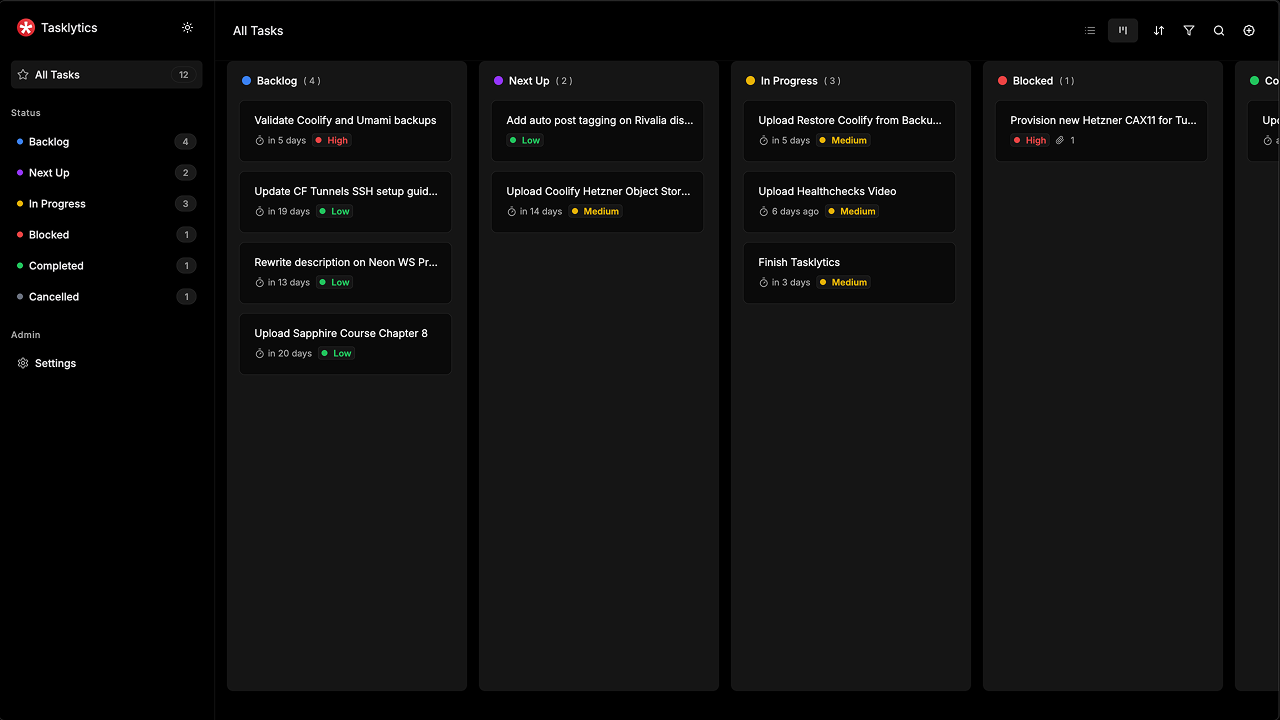 Tasklytics
All Tasks 12
Status
Backlog 4
Next Up 2
In Progress 3
Blocked 1
Completed 1
Cancelled 1
Admin
Settings
All Tasks
Backlog ( 4 )
Validate Coolify and Umami backups
in 5 days High
Update CF Tunnels SSH setup guid...
in 19 days Low
Rewrite description on Neon WS Pr...
in 13 days Low
Upload Sapphire Course Chapter 8
in 20 days Low
Next Up ( 2 )
Add auto post tagging on Rivalia dis...
Low
Upload Coolify Hetzner Object Stor...
in 14 days Medium
In Progress ( 3 )
Upload Restore Coolify from Backu...
in 5 days Medium
Upload Healthchecks Video
6 days ago Medium
Finish Tasklytics
in 3 days Medium
Blocked ( 1 )
Provision new Hetzner CAX11 for Tu...
High 1
Co